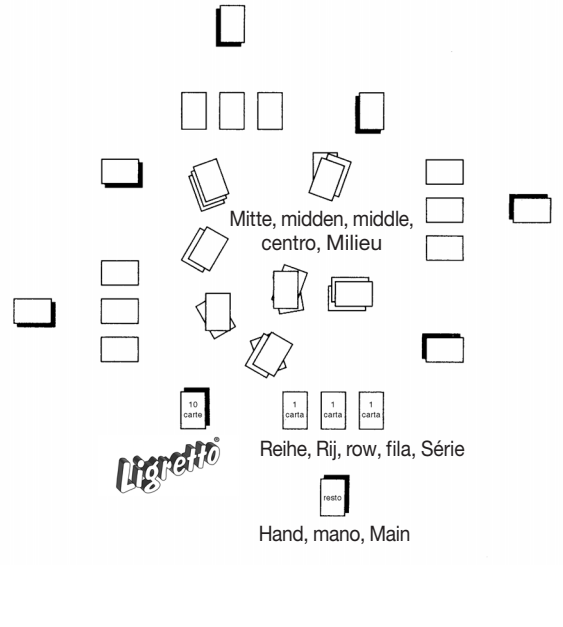 Mitte, midden, middle,
centro, Milieu
10
carte
1
carta
1
carta
1
carta
Ligretto®
Reihe, Rij, row, fila, Série
resto
Hand, mano, Main